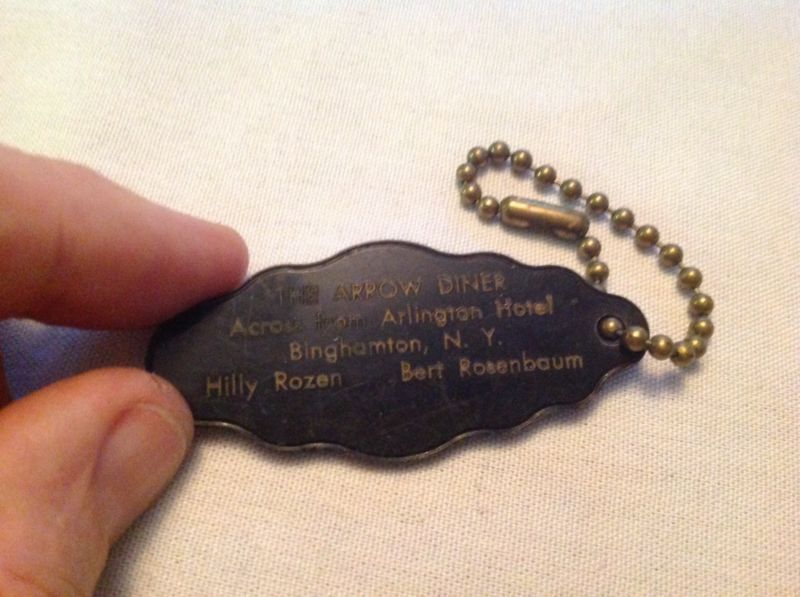 THE ARROW DINER
Across from Arlington Hotel
Binghamton, N. Y.
Hilly Rozen Bert Rosenbaum